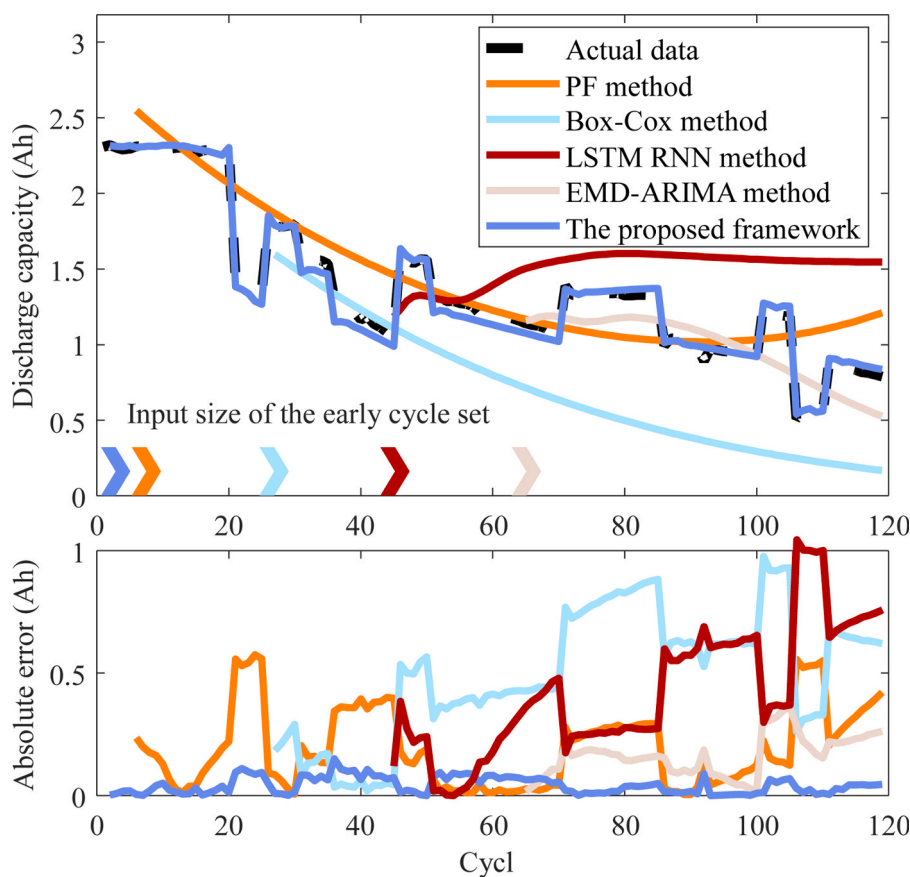 Discharge capacity (Ah)
3
2.5
2
1.5
1
0.5
0
Actual data
PF method
Box-Cox method
LSTM RNN method
EMD-ARIMA method
The proposed framework
Input size of the early cycle set
0 20 40 60 80 100 120
Absolute error (Ah)
1
0.5
0
0 20 40 60 80 100 120
Cycl